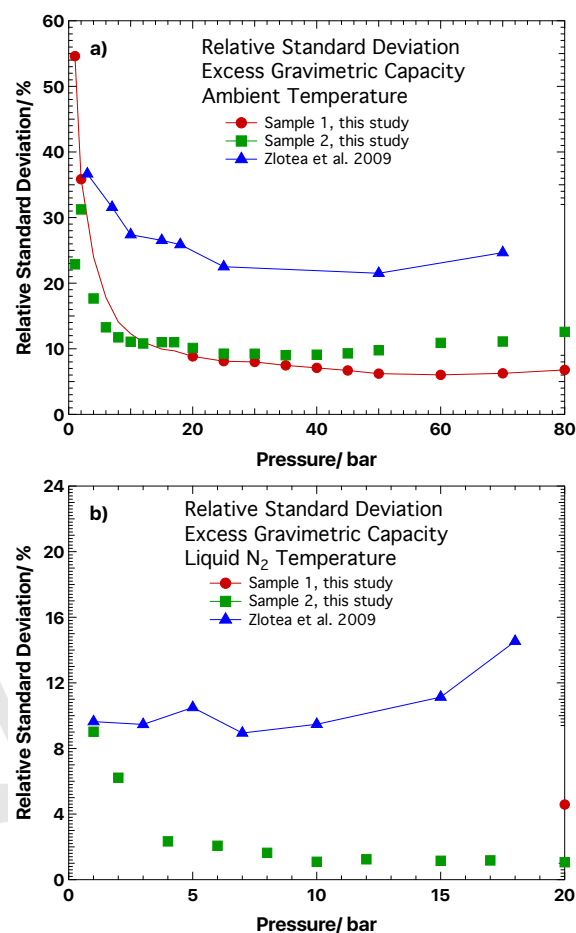 a)
Relative Standard Deviation
Excess Gravimetric Capacity
Ambient Temperature
Sample 1, this study
Sample 2, this study
Zlotea et al. 2009
Relative Standard Deviation/ %
60
50
40
30
20
10
0
0 20 40 60 80
Pressure/ bar
b)
Relative Standard Deviation
Excess Gravimetric Capacity
Liquid N₂ Temperature
Sample 1, this study
Sample 2, this study
Zlotea et al. 2009
Relative Standard Deviation/ %
24
20
16
12
8
4
0
0 5 10 15 20
Pressure/ bar